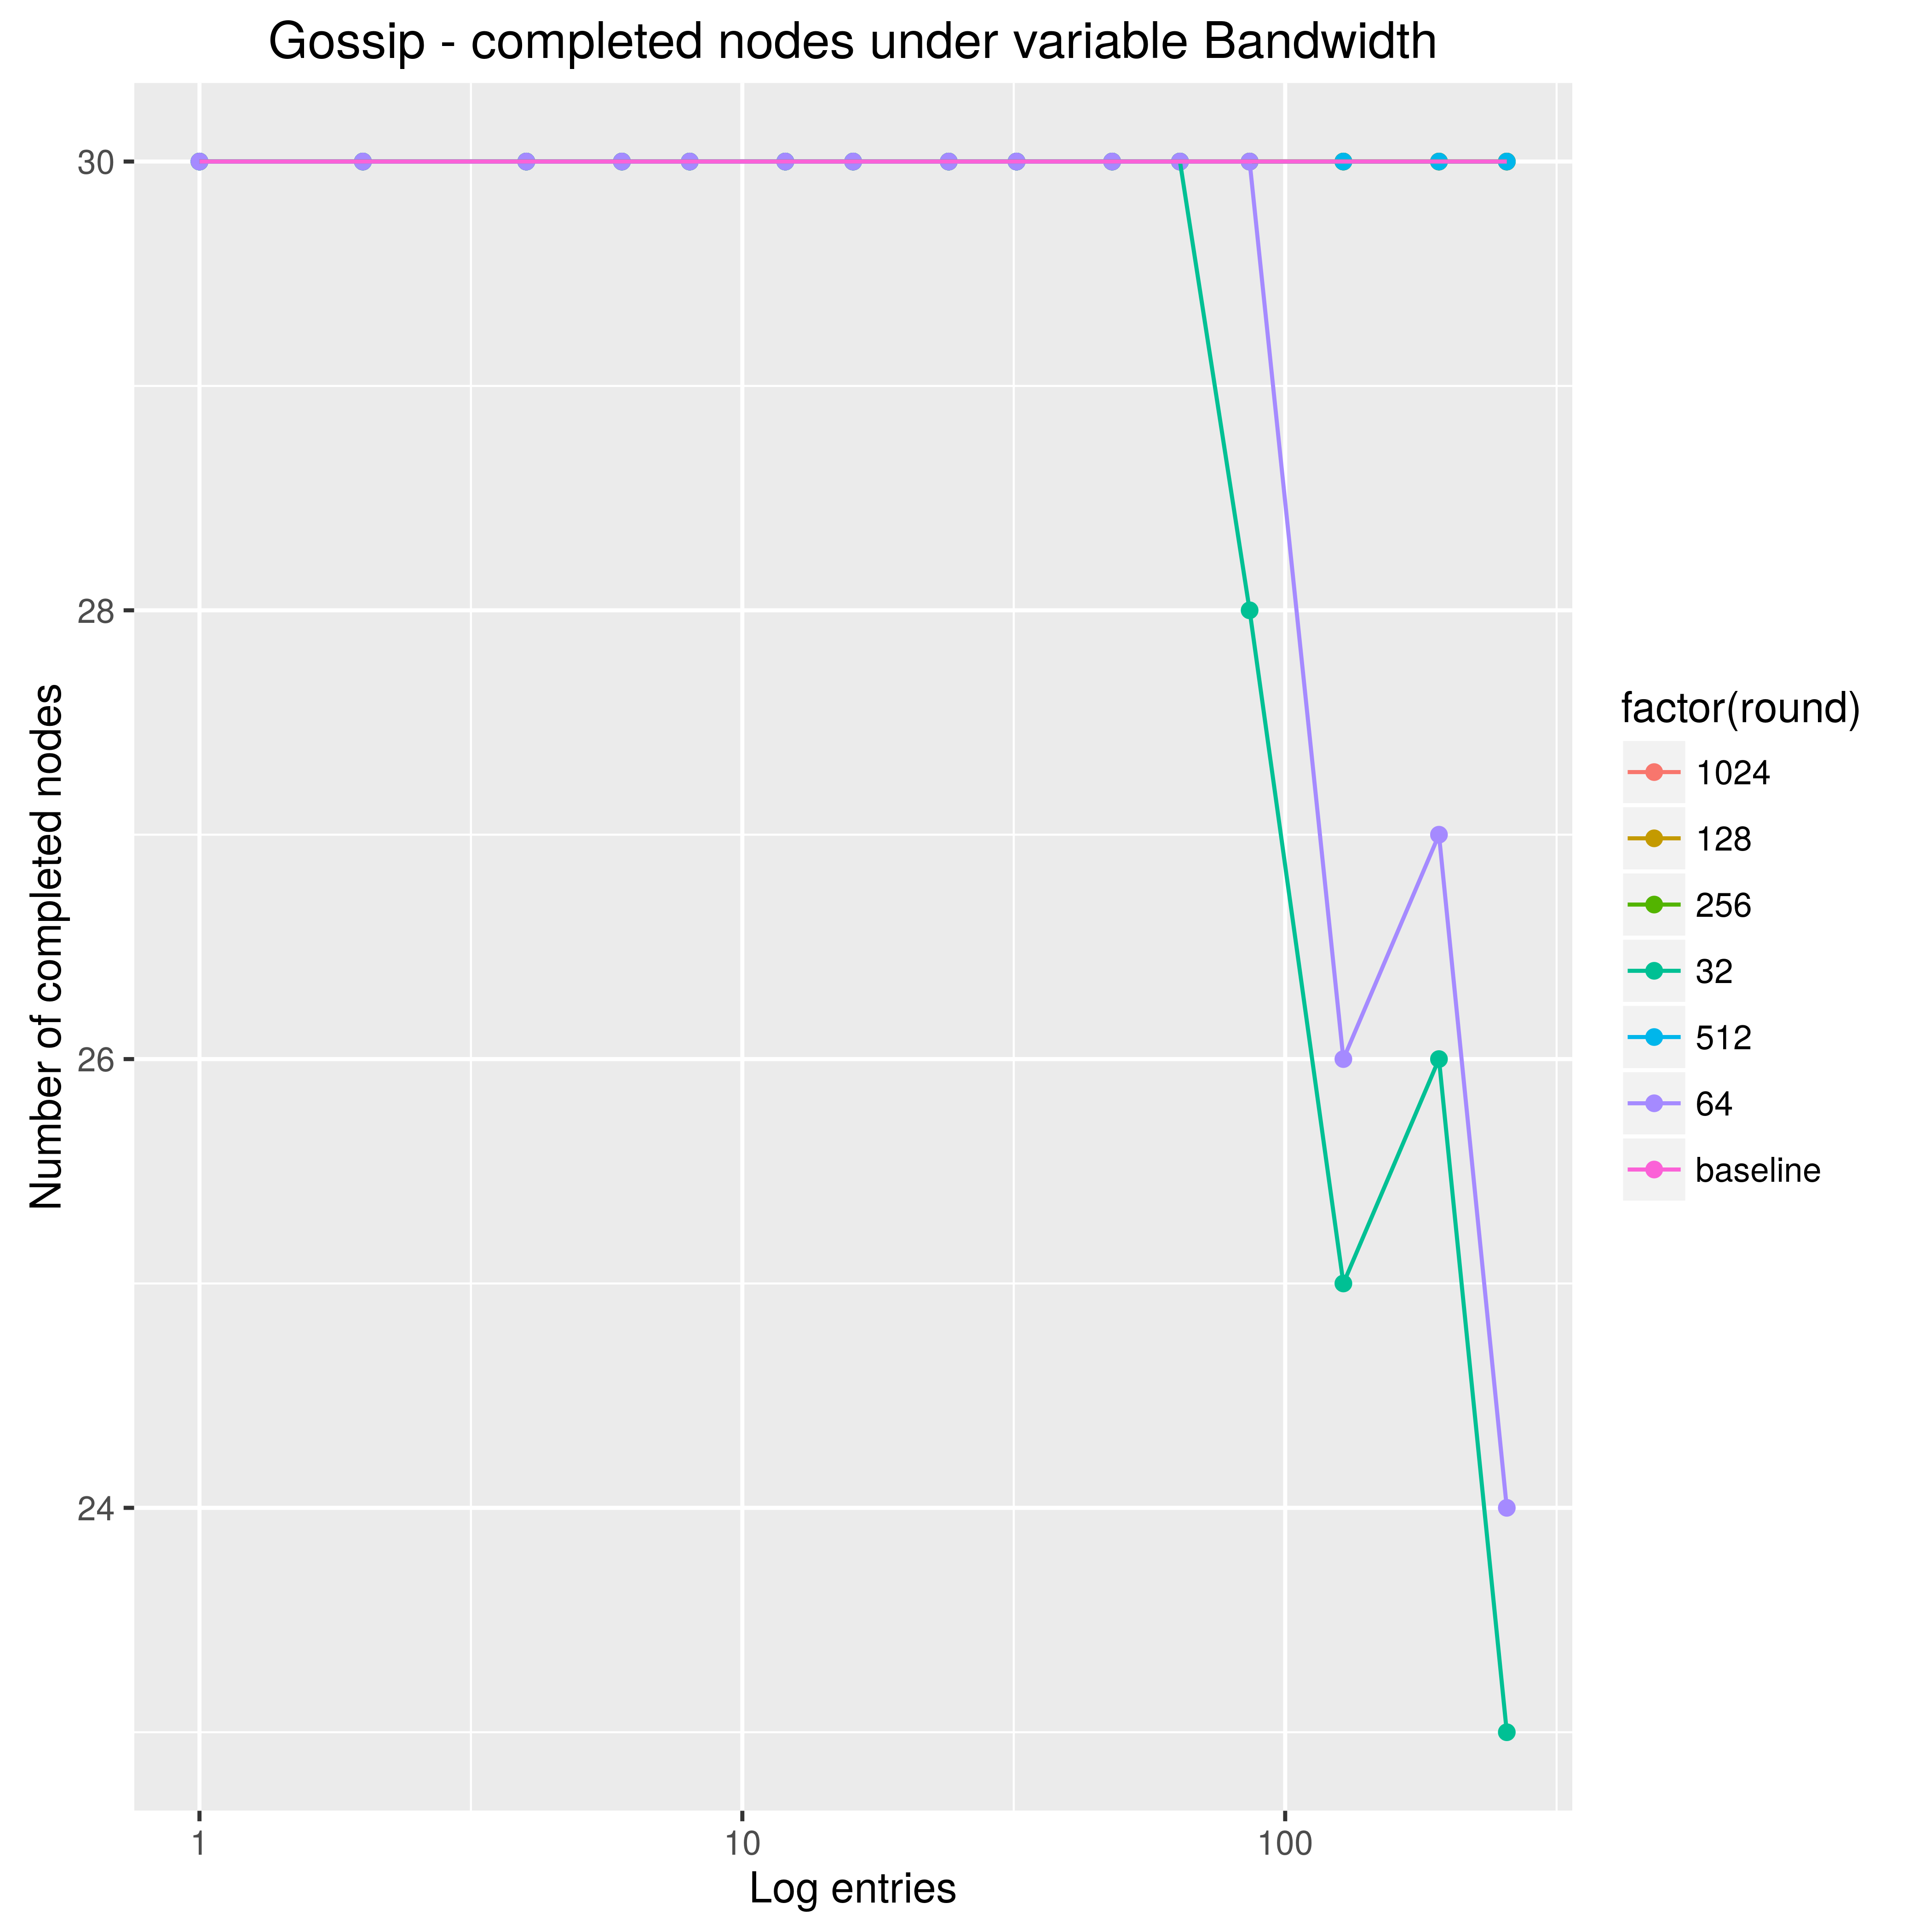 Gossip - completed nodes under variable Bandwidth
30
28
26
24
Number of completed nodes
1
10
100
Log entries
factor(round)
1024
128
256
32
512
64
baseline